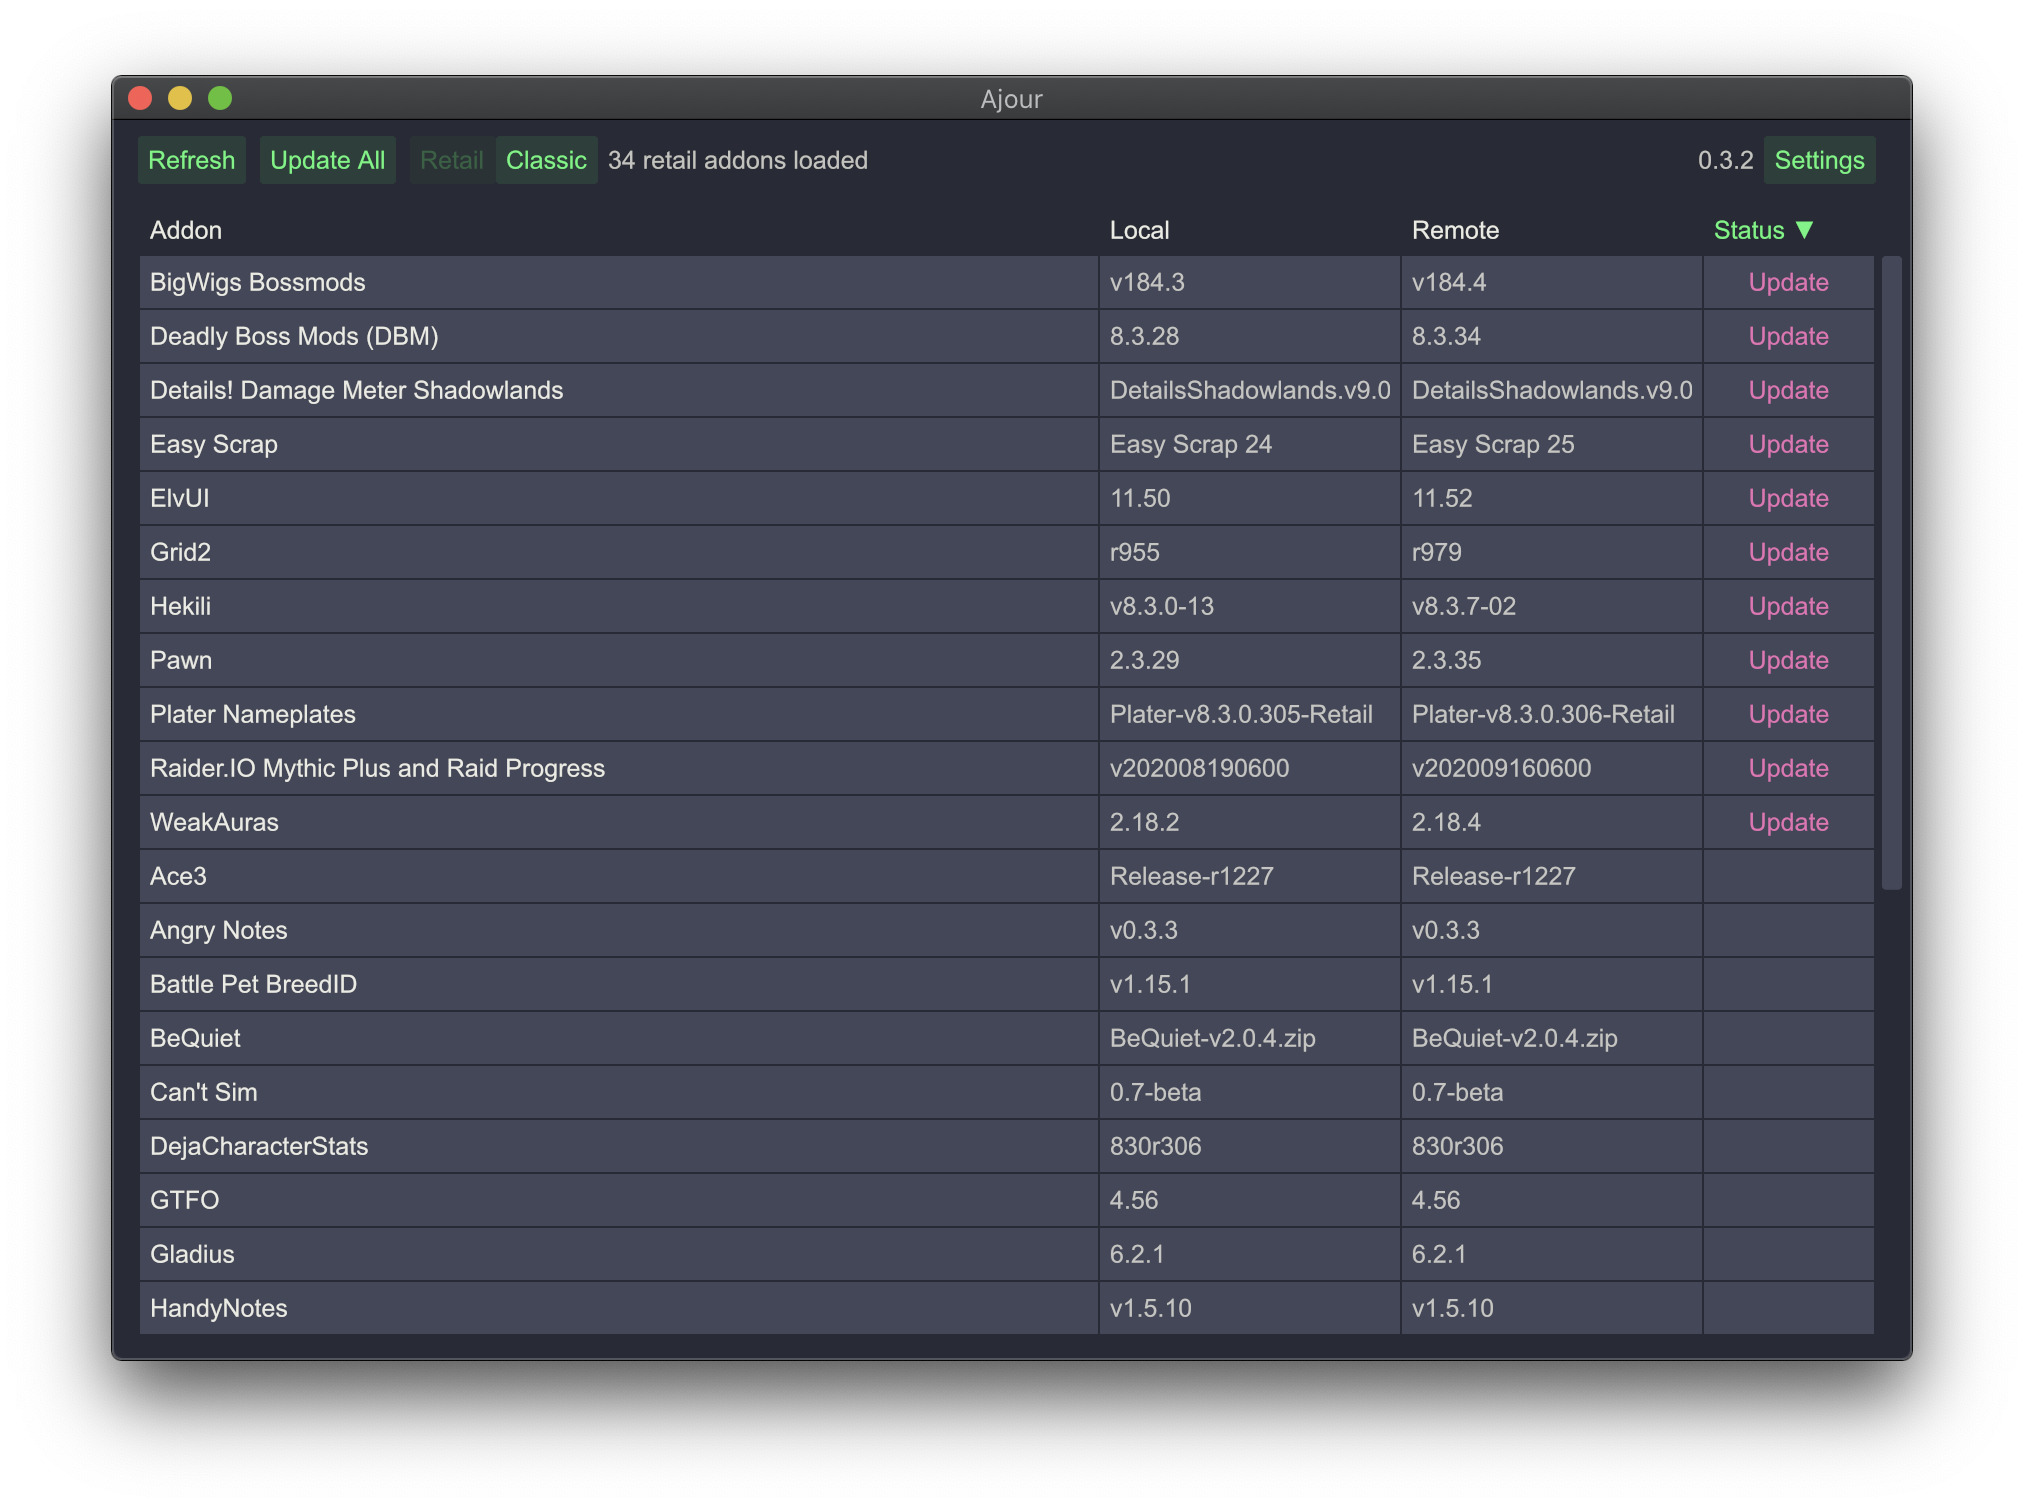 Ajour
Refresh Update All Retail Classic 34 retail addons loaded 0.3.2 Settings
Addon Local Remote Status ▼
BigWigs Bossmods v184.3 v184.4 Update
Deadly Boss Mods (DBM) 8.3.28 8.3.34 Update
Details! Damage Meter Shadowlands DetailsShadowlands.v9.0 DetailsShadowlands.v9.0 Update
Easy Scrap Easy Scrap 24 Easy Scrap 25 Update
ElvUI 11.50 11.52 Update
Grid2 r955 r979 Update
Hekili v8.3.0-13 v8.3.7-02 Update
Pawn 2.3.29 2.3.35 Update
Plater Nameplates Plater-v8.3.0.305-Retail Plater-v8.3.0.306-Retail Update
Raider.IO Mythic Plus and Raid Progress v202008190600 v202009160600 Update
WeakAuras 2.18.2 2.18.4 Update
Ace3 Release-r1227 Release-r1227
Angry Notes v0.3.3 v0.3.3
Battle Pet BreedID v1.15.1 v1.15.1
BeQuiet BeQuiet-v2.0.4.zip BeQuiet-v2.0.4.zip
Can't Sim 0.7-beta 0.7-beta
DejaCharacterStats 830r306 830r306
GTFO 4.56 4.56
Gladius 6.2.1 6.2.1
HandyNotes v1.5.10 v1.5.10